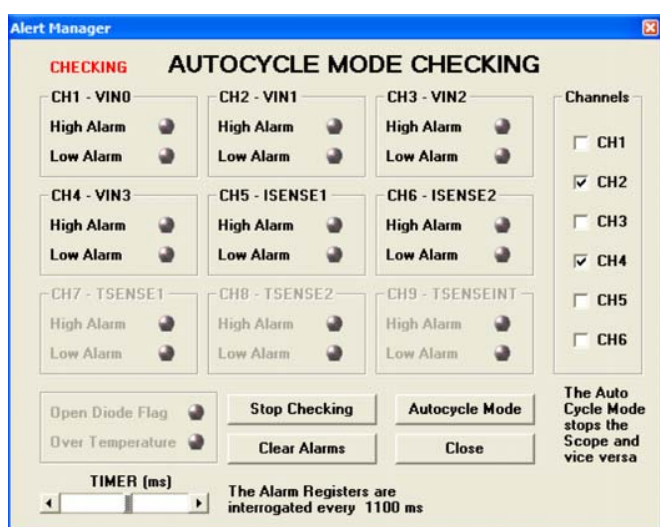 Alert Manager
CHECKING AUTOCYCLE MODE CHECKING
CH1 - VIN0
High Alarm
Low Alarm
CH2 - VIN1
High Alarm
Low Alarm
CH3 - VIN2
High Alarm
Low Alarm
CH4 - VIN3
High Alarm
Low Alarm
CH5 - ISENSE1
High Alarm
Low Alarm
CH6 - ISENSE2
High Alarm
Low Alarm
CH7 - TSENSE1
High Alarm
Low Alarm
CH8 - TSENSE2
High Alarm
Low Alarm
CH9 - TSENSEINT
High Alarm
Low Alarm
Channels
CH1
CH2
CH3
CH4
CH5
CH6
Open Diode Flag
Over Temperature
Stop Checking
Autocycle Mode
Clear Alarms
Close
The Auto
Cycle Mode
stops the
Scope and
vice versa
TIMER (ms)
The Alarm Registers are
interrogated every 1100 ms